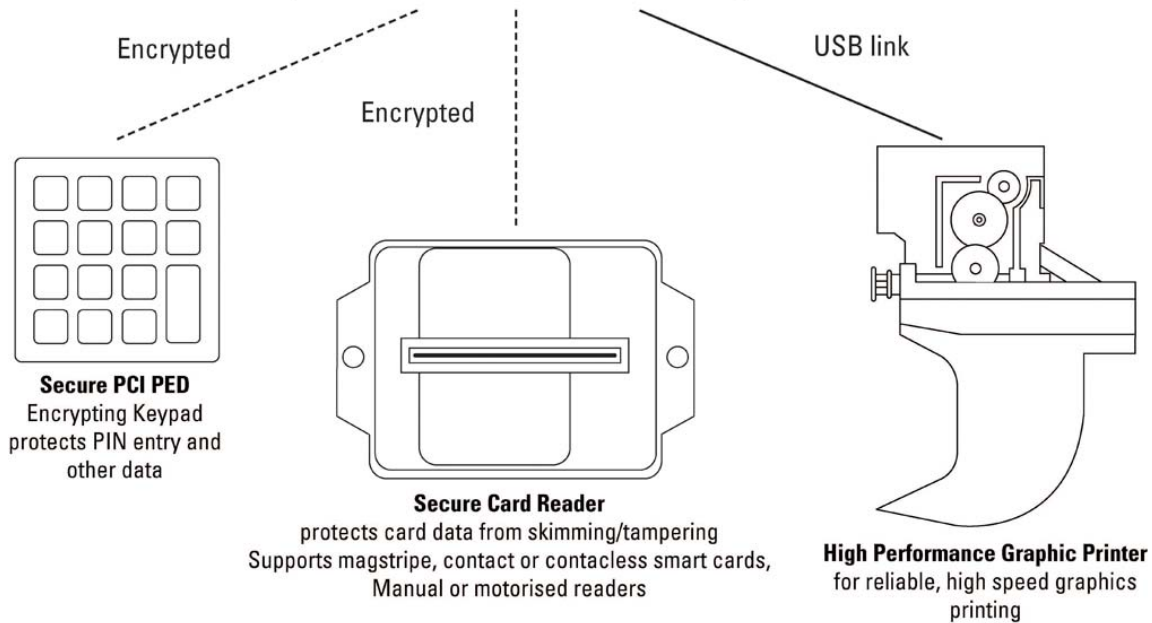 Encrypted
Encrypted
USB link
Secure PCI PED
Encrypting Keypad
protects PIN entry and
other data
Secure Card Reader
protects card data from skimming/tampering
Supports magstripe, contact or contacless smart cards,
Manual or motorised readers
High Performance Graphic Printer
for reliable, high speed graphics
printing